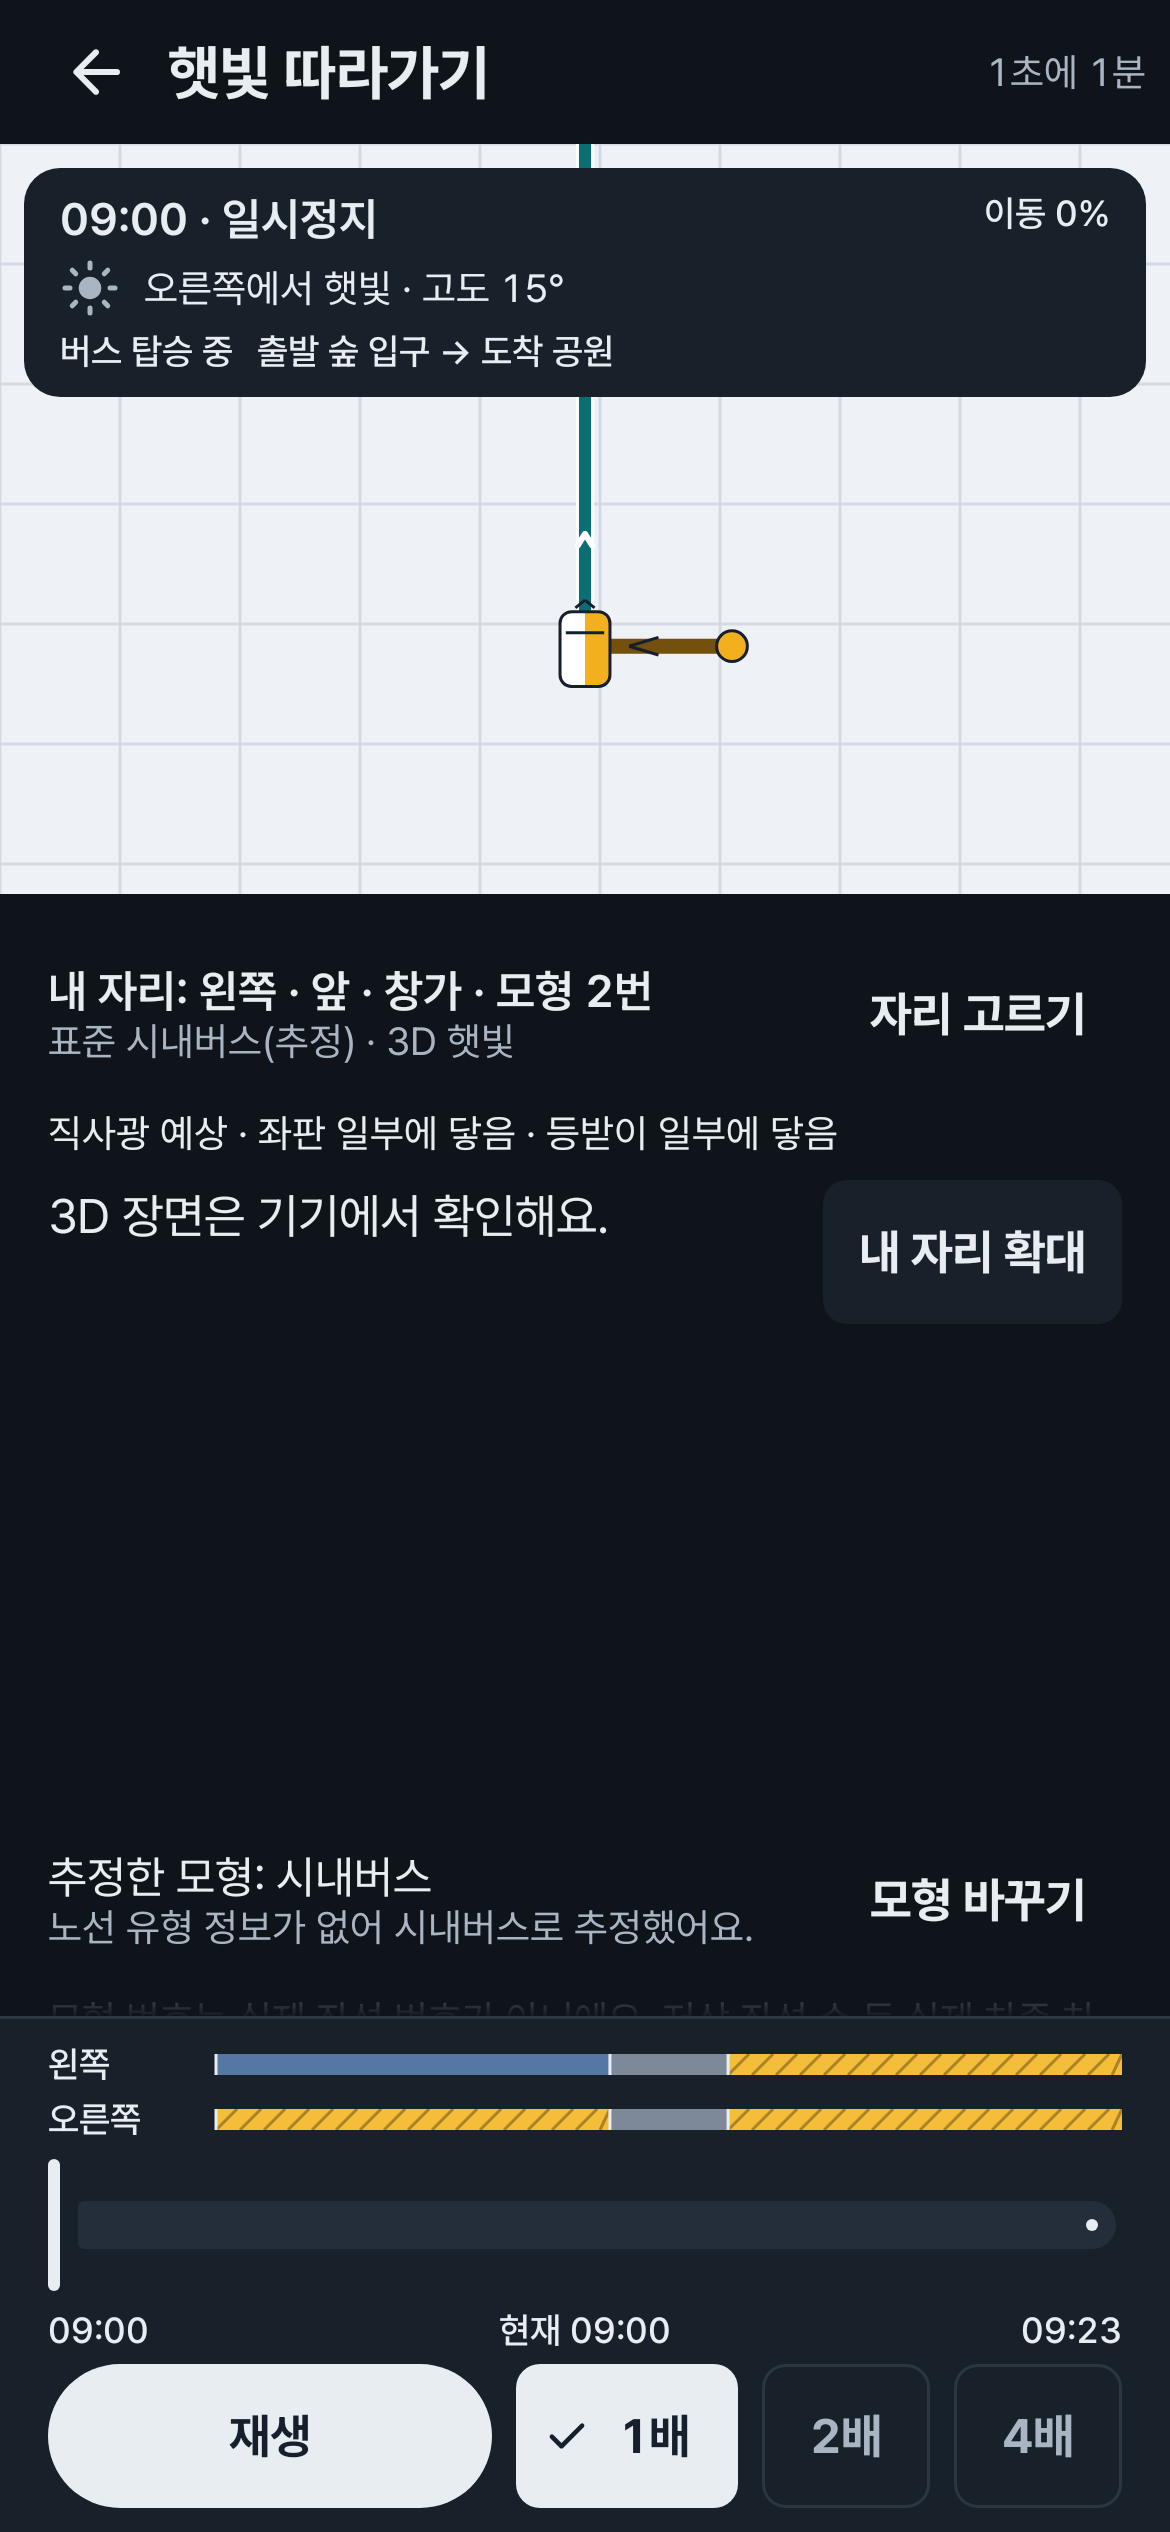 햇빛 따라가기
1초에 1분
09:00 · 일시정지
이동 0%
오른쪽에서 햇빛 · 고도 15°
버스 탑승 중 출발 숲 입구 → 도착 공원
내 자리: 왼쪽 · 앞 · 창가 · 모형 2번
자리 고르기
표준 시내버스(추정) · 3D 햇빛
직사광 예상 · 좌판 일부에 닿음 · 등받이 일부에 닿음
3D 장면은 기기에서 확인해요.
내 자리 확대
추정한 모형: 시내버스
모형 바꾸기
노선 유형 정보가 없어 시내버스로 추정했어요.
왼쪽
오른쪽
09:00
현재 09:00
09:23
재생
1배
2배
4배